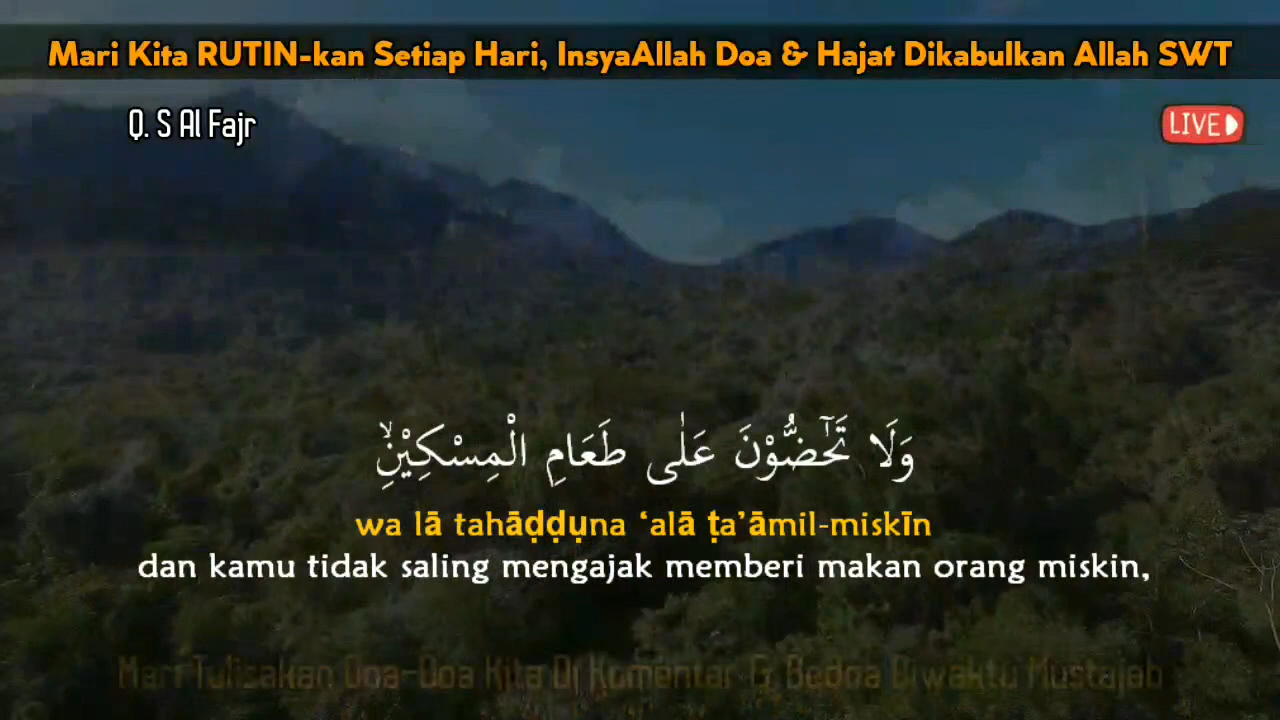 Mari Kita RUTIN-kan Setiap Hari, InsyaAllah Doa & Hajat Dikabulkan Allah SWT
Q. S Al Fajr
LIVE
وَلَا تَحٰۤضُّوْنَ عَلٰى طَعَامِ الْمِسْكِيْنِۙ
wa lā tahāḍḍụna ‘alā ṭa’āmil-miskīn
dan kamu tidak saling mengajak memberi makan orang miskin,
Mari Tulisakan Doa-Doa Kita Di Komentar & Bedoa Diwaktu Mustajab